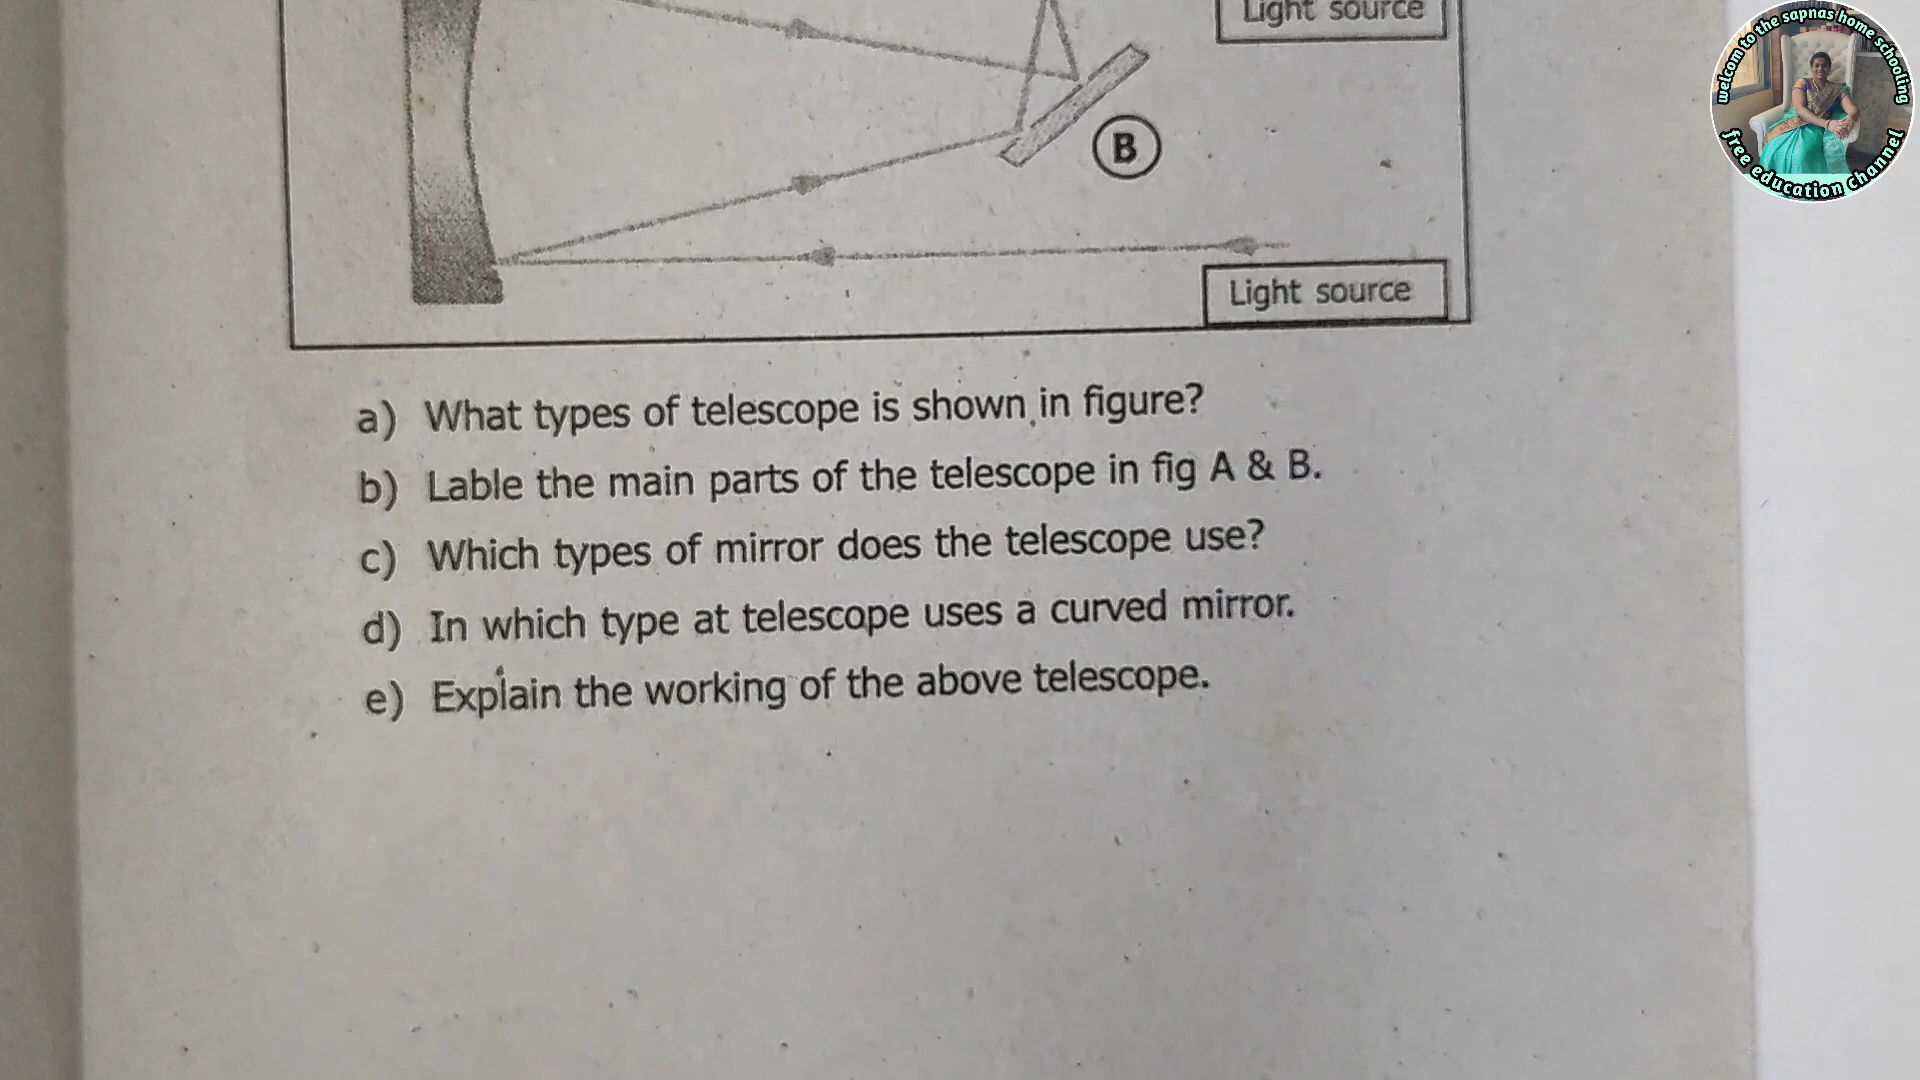 Light source
welcom to the sapnas home schooling
free education channel
B
Light source
a) What types of telescope is shown in figure?
b) Lable the main parts of the telescope in fig A & B.
c) Which types of mirror does the telescope use?
d) In which type at telescope uses a curved mirror.
e) Explain the working of the above telescope.